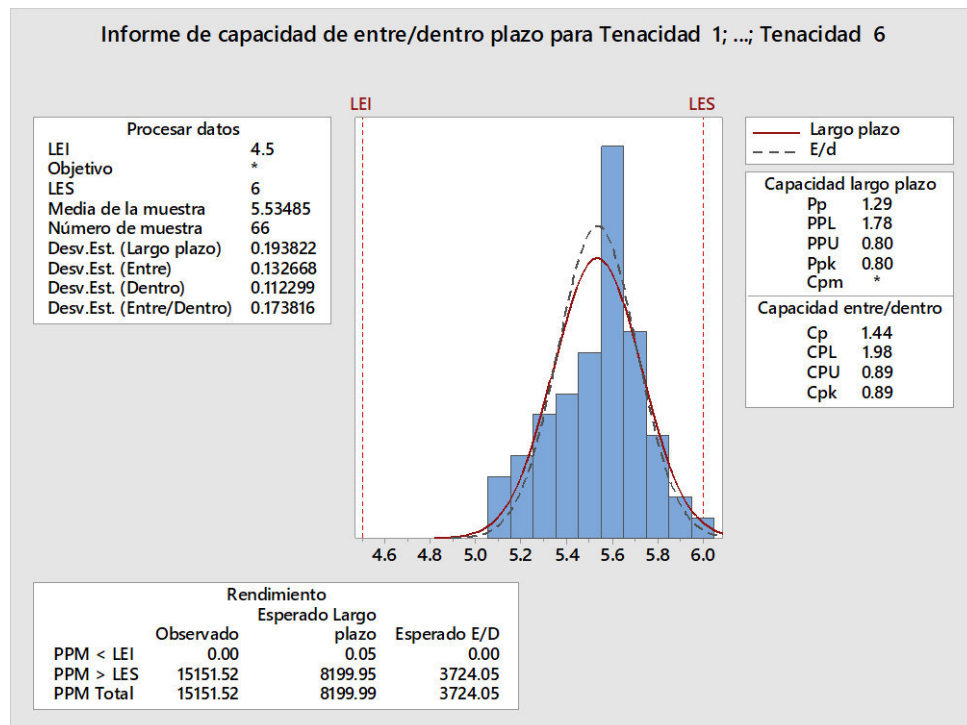 Informe de capacidad de entre/dentro plazo para Tenacidad 1; ...; Tenacidad 6
LEI LES
Procesar datos
LEI 4.5
Objetivo *
LES 6
Media de la muestra 5.53485
Número de muestra 66
Desv.Est. (Largo plazo) 0.193822
Desv.Est. (Entre) 0.132668
Desv.Est. (Dentro) 0.112299
Desv.Est. (Entre/Dentro) 0.173816
Largo plazo
E/d
Capacidad largo plazo
Pp 1.29
PPL 1.78
PPU 0.80
Ppk 0.80
Cpm *
Capacidad entre/dentro
Cp 1.44
CPL 1.98
CPU 0.89
Cpk 0.89
4.6 4.8 5.0 5.2 5.4 5.6 5.8 6.0
Rendimiento
Esperado Largo
Observado plazo Esperado E/D
PPM < LEI 0.00 0.05 0.00
PPM > LES 15151.52 8199.95 3724.05
PPM Total 15151.52 8199.99 3724.05